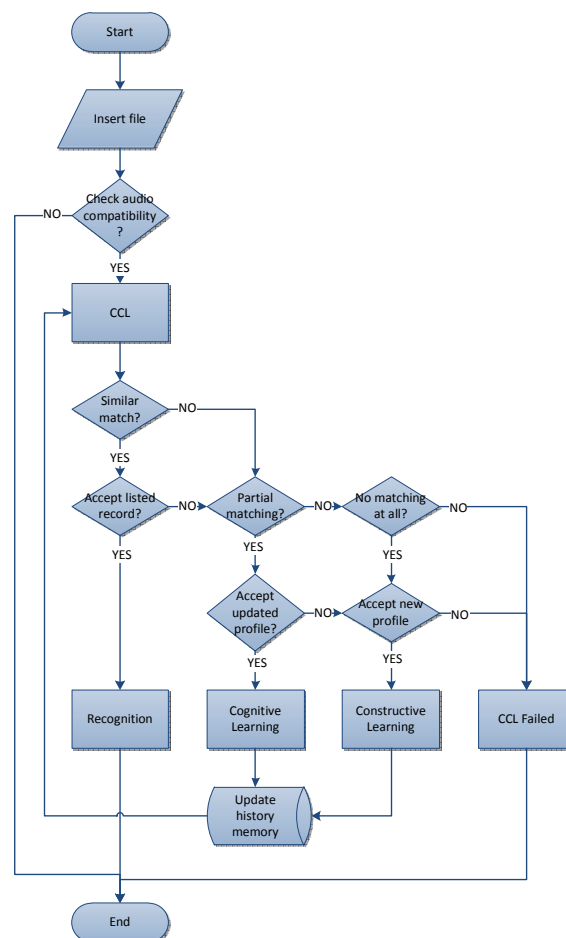 Start
Insert file
Check audio
compatibility
?
NO
YES
CCL
Similar
match?
NO
YES
Accept listed
record?
NO
Partial
matching?
NO
No matching
at all?
NO
YES
YES
YES
Accept
updated
profile?
NO
Accept new
profile
NO
YES
YES
Recognition
Cognitive
Learning
Constructive
Learning
CCL Failed
Update
history
memory
End